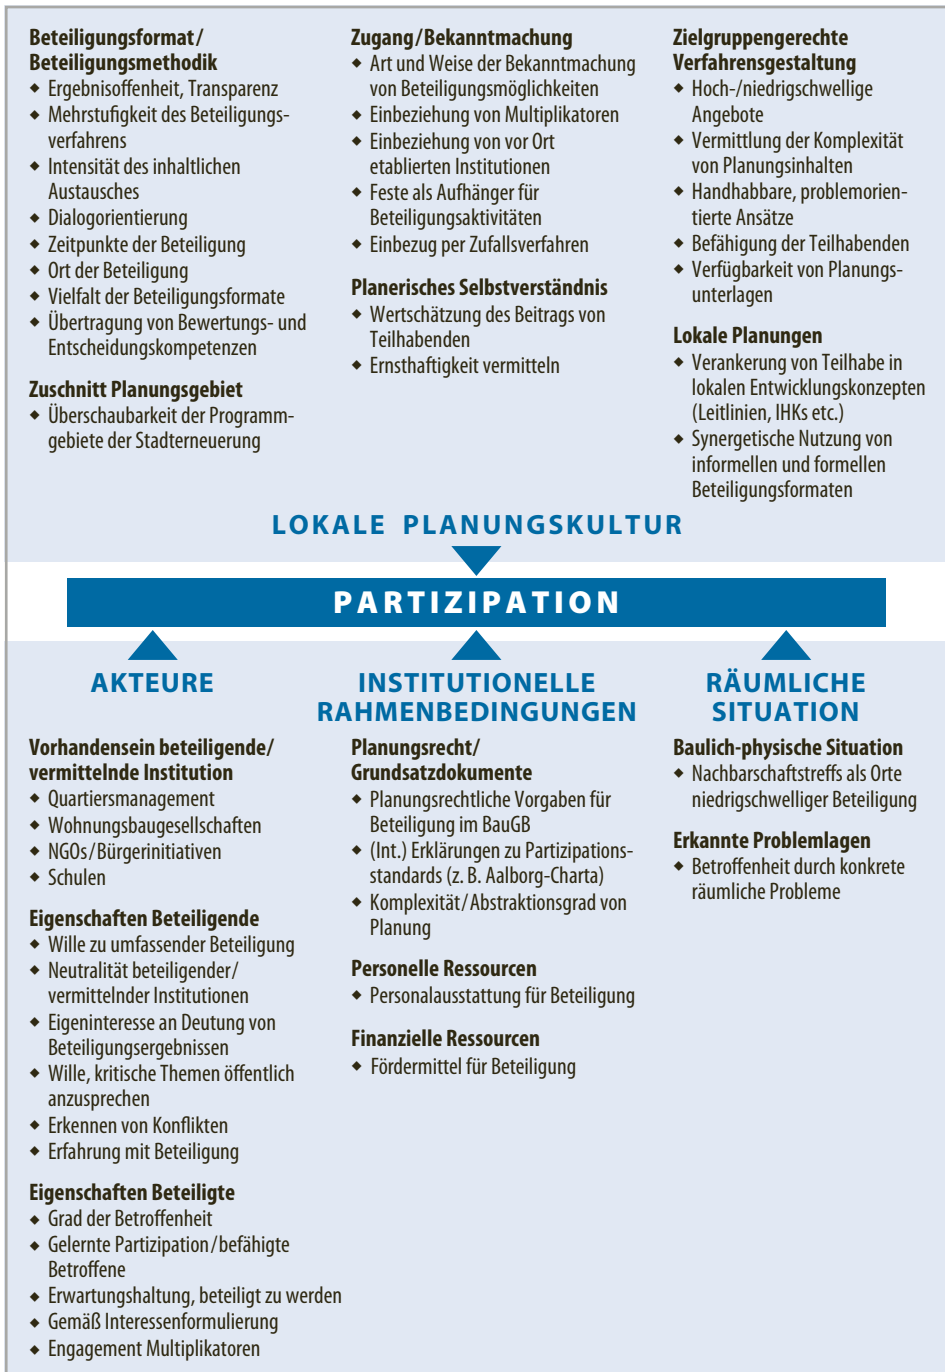 Beteiligungsformat/
Beteiligungsmethodik
◆ Ergebnisoffenheit, Transparenz
◆ Mehrstufigkeit des Beteiligungs-
verfahrens
◆ Intensität des inhaltlichen
Austausches
◆ Dialogorientierung
◆ Zeitpunkte der Beteiligung
◆ Ort der Beteiligung
◆ Vielfalt der Beteiligungsformate
◆ Übertragung von Bewertungs- und
Entscheidungskompetenzen
Zuschnitt Planungsgebiet
◆ Überschaubarkeit der Programm-
gebiete der Stadterneuerung
Zugang/Bekanntmachung
◆ Art und Weise der Bekanntmachung
von Beteiligungsmöglichkeiten
◆ Einbeziehung von Multiplikatoren
◆ Einbeziehung von vor Ort
etablierten Institutionen
◆ Feste als Aufhänger für
Beteiligungsaktivitäten
◆ Einbezug per Zufallsverfahren
Planerisches Selbstverständnis
◆ Wertschätzung des Beitrags von
Teilhabenden
◆ Ernsthaftigkeit vermitteln
Zielgruppengerechte
Verfahrensgestaltung
◆ Hoch-/niedrigschwellige
Angebote
◆ Vermittlung der Komplexität
von Planungsinhalten
◆ Handhabbare, problemorien-
tierte Ansätze
◆ Befähigung der Teilhabenden
◆ Verfügbarkeit von Planungs-
unterlagen
Lokale Planungen
◆ Verankerung von Teilhabe in
lokalen Entwicklungskonzepten
(Leitlinien, IHKs etc.)
◆ Synergetische Nutzung von
informellen und formellen
Beteiligungsformaten
LOKALE PLANUNGSKULTUR
PARTIZIPATION
AKTEURE
Vorhandensein beteiligende/
vermittelnde Institution
◆ Quartiersmanagement
◆ Wohnungsbaugesellschaften
◆ NGOs/Bürgerinitiativen
◆ Schulen
Eigenschaften Beteiligende
◆ Wille zu umfassender Beteiligung
◆ Neutralität beteiligender/
vermittelnder Institutionen
◆ Eigeninteresse an Deutung von
Beteiligungsergebnissen
◆ Wille, kritische Themen öffentlich
anzusprechen
◆ Erkennen von Konflikten
◆ Erfahrung mit Beteiligung
Eigenschaften Beteiligte
◆ Grad der Betroffenheit
◆ Gelernte Partizipation/befähigte
Betroffene
◆ Erwartungshaltung, beteiligt zu werden
◆ Gemäß Interessenformulierung
◆ Engagement Multiplikatoren
INSTITUTIONELLE
RAHMENBEDINGUNGEN
Planungsrecht/
Grundsatzdokumente
◆ Planungsrechtliche Vorgaben für
Beteiligung im BauGB
◆ (Int.) Erklärungen zu Partizipations-
standards (z. B. Aalborg-Charta)
◆ Komplexität/Abstraktionsgrad von
Planung
Personelle Ressourcen
◆ Personalausstattung für Beteiligung
Finanzielle Ressourcen
◆ Fördermittel für Beteiligung
RÄUMLICHE
SITUATION
Baulich-physische Situation
◆ Nachbarschaftstreffs als Orte
niedrigschwelliger Beteiligung
Erkannte Problemlagen
◆ Betroffenheit durch konkrete
räumliche Probleme